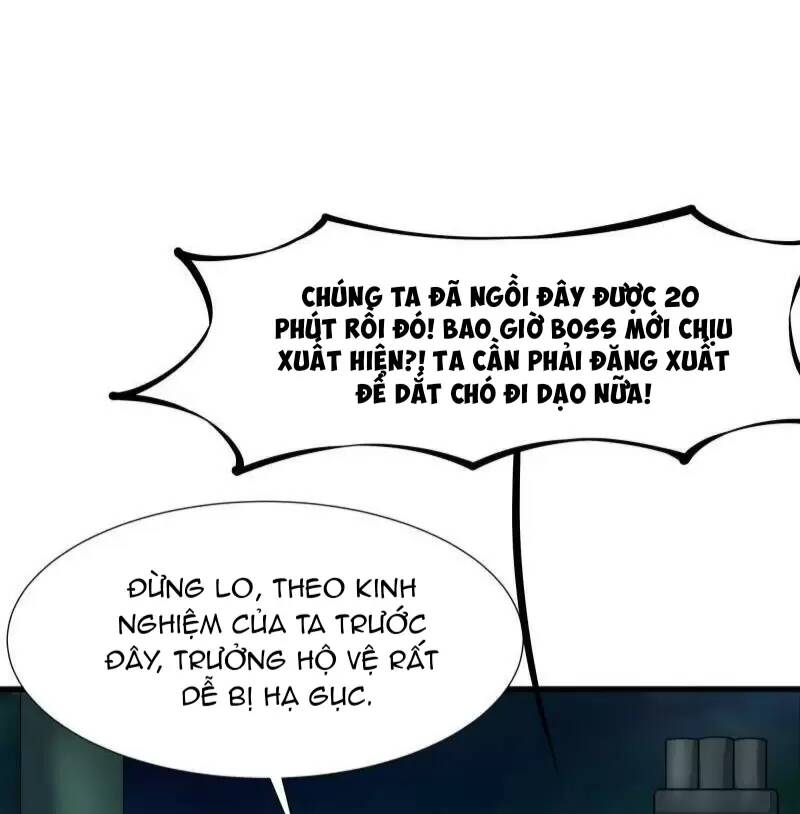 CHÚNG TA ĐÃ NGỒI ĐÂY ĐƯỢC 20
PHÚT RỒI ĐÓ! BAO GIỜ BOSS MỚI CHỊU
XUẤT HIỆN?! TA CẦN PHẢI ĐĂNG XUẤT
ĐỂ DẮT CHÓ ĐI DẠO NỮA!
ĐỪNG LO, THEO KINH
NGHIỆM CỦA TA TRƯỚC
ĐÂY, TRƯỞNG HỘ VỆ RẤT
DỄ BỊ HẠ GỤC.